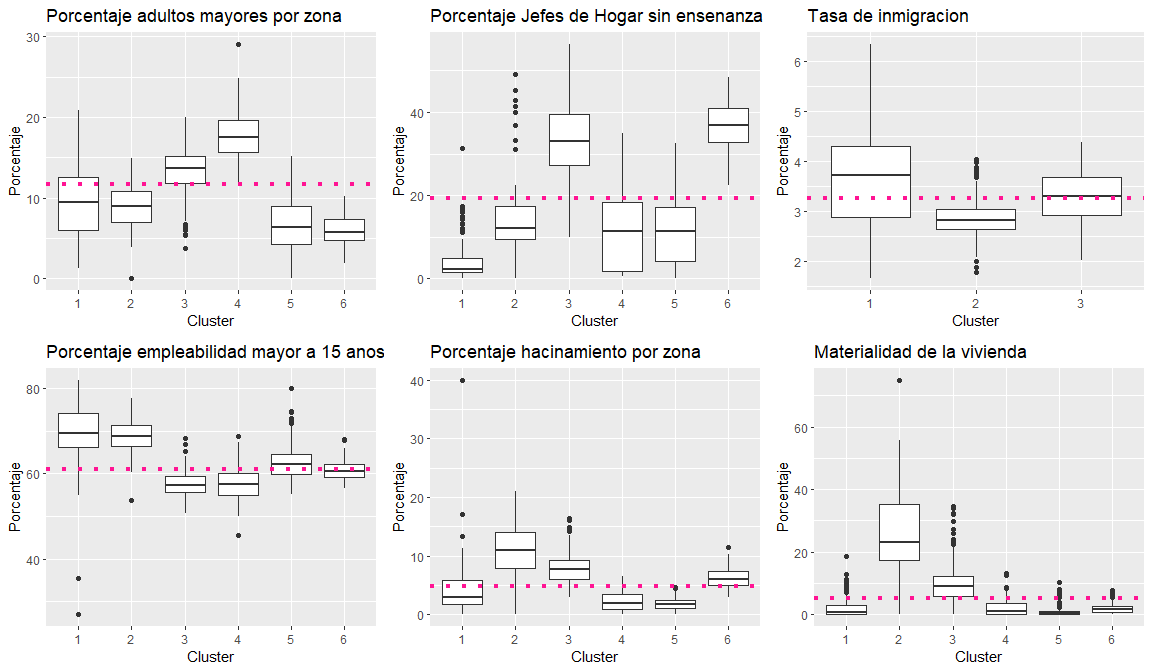 Porcentaje adultos mayores por zona
Porcentaje
30
20
10
0
1 2 3 4 5 6
Cluster
Porcentaje Jefes de Hogar sin ensenanza
Porcentaje
40
20
0
1 2 3 4 5 6
Cluster
Tasa de inmigracion
Porcentaje
6
5
4
3
2
1 2 3
Cluster
Porcentaje empleabilidad mayor a 15 anos
Porcentaje
80
60
40
1 2 3 4 5 6
Cluster
Porcentaje hacinamiento por zona
Porcentaje
40
30
20
10
0
1 2 3 4 5 6
Cluster
Materialidad de la vivienda
Porcentaje
60
40
20
0
1 2 3 4 5 6
Cluster